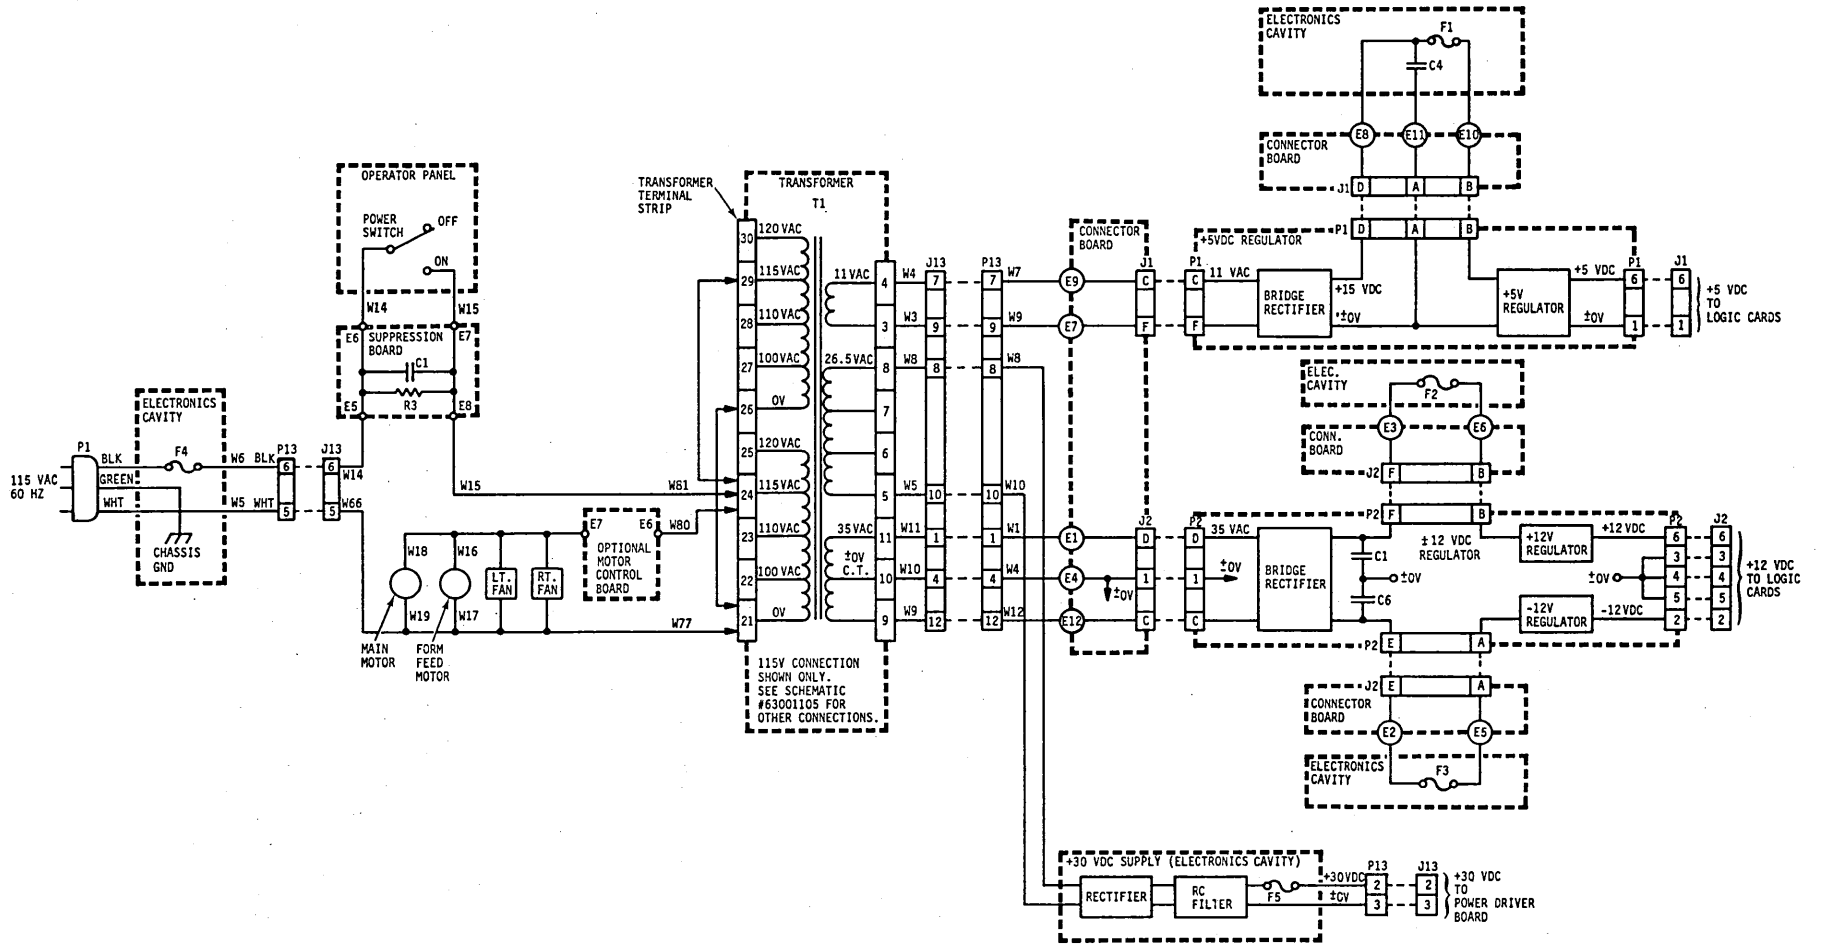 ELECTRONICS
CAVITY
F1
C4
E8
E11
E10
CONNECTOR
BOARD
J1
D
A
B
P1
D
A
B
+5VDC REGULATOR
P1
C
F
11 VAC
BRIDGE
RECTIFIER
+15 VDC
±0V
+5V
REGULATOR
+5 VDC
±0V
P1
6
1
J1
6
1
+5 VDC
TO
LOGIC CARDS
OPERATOR PANEL
POWER
SWITCH
OFF
ON
W14
W15
E6
E7
SUPPRESSION
BOARD
C1
R3
E5
E8
ELECTRONICS
CAVITY
F4
P1
115 VAC
60 HZ
BLK
GREEN
WHT
W6 BLK
W5 WHT
CHASSIS
GND
P13
6
5
J13
6
5
W14
W66
W15
W81
W18
W16
W19
W17
MAIN
MOTOR
FORM
FEED
MOTOR
LT.
FAN
RT.
FAN
E7
E6
OPTIONAL
MOTOR
CONTROL
BOARD
W80
W77
TRANSFORMER
TERMINAL
STRIP
TRANSFORMER
T1
30
120 VAC
29
115VAC
28
110VAC
27
100VAC
26
0V
25
120VAC
24
115VAC
23
110VAC
22
100VAC
21
0V
11VAC
4
3
26.5VAC
8
7
6
5
35VAC
11
±0V
C.T.
10
9
115V CONNECTION
SHOWN ONLY.
SEE SCHEMATIC
#63001105 FOR
OTHER CONNECTIONS.
W4
W3
W8
W5
W11
W10
W9
J13
7
9
8
10
1
4
12
P13
7
9
8
10
1
4
12
W7
W9
W8
W10
W1
W4
W12
CONNECTOR
BOARD
E9
E7
E1
E4
±0V
E12
J1
C
F
J2
D
1
C
P2
D
1
C
35 VAC
±0V
BRIDGE
RECTIFIER
ELEC.
CAVITY
F2
E3
E6
CONN.
BOARD
J2
F
B
P2
F
B
±12 VDC
REGULATOR
C1
±0V
C6
+12V
REGULATOR
+12VDC
±0V
-12V
REGULATOR
-12VDC
P2
6
3
4
5
2
J2
6
3
4
5
2
+12 VDC
TO LOGIC
CARDS
P2
E
A
J2
E
A
CONNECTOR
BOARD
E2
E5
ELECTRONICS
CAVITY
F3
+30 VDC SUPPLY (ELECTRONICS CAVITY)
RECTIFIER
RC
FILTER
F5
+30VDC
P13
2
3
J13
2
3
+30 VDC
TO
POWER DRIVER
BOARD